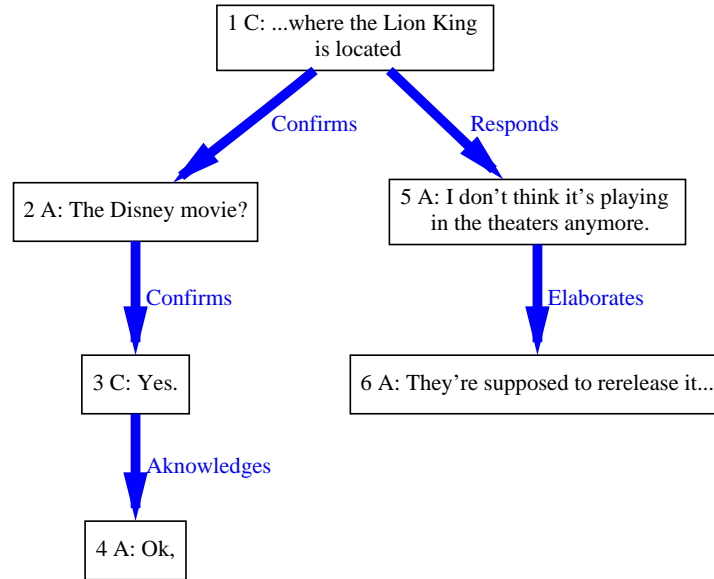 1 C: ...where the Lion King
is located
Confirms
Responds
2 A: The Disney movie?
5 A: I don't think it's playing
in the theaters anymore.
Confirms
Elaborates
3 C: Yes.
6 A: They're supposed to rerelease it...
Aknowledges
4 A: Ok,